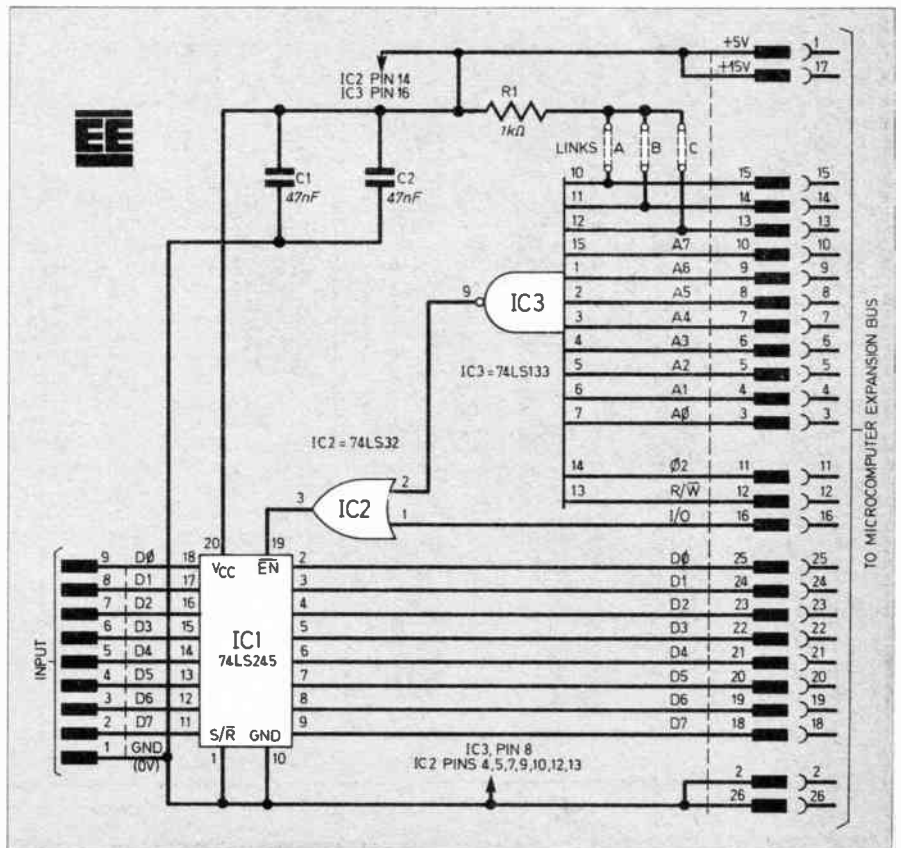 EE
+5V 1
+15V 17
IC2 PIN 14
IC3 PIN 16
R1
1kΩ
LINKS A B C
C1
47nF
C2
47nF
10 15 15
11 14 14
12 13 13
15 A7 10 10
1 A6 9 9
2 A5 8 8
3 A4 7 7
4 A3 6 6
5 A2 5 5
6 A1 4 4
7 AØ 3 3
9
IC3
IC3 = 74LS133
14 Ø2 11 11
13 R/W̅ 12 12
I/O 16 16
IC2 = 74LS32
3 IC2 2
1
20 19
VCC E̅N̅
IC1
74LS245
S/R̅ GND
1 10
INPUT
9 DØ 18
8 D1 17
7 D2 16
6 D3 15
5 D4 14
4 D5 13
3 D6 12
2 D7 11
1 GND
(0V)
2 DØ 25 25
3 D1 24 24
4 D2 23 23
5 D3 22 22
6 D4 21 21
7 D5 20 20
8 D6 19 19
9 D7 18 18
IC3, PIN 8
IC2 PINS 4,5,7,9,10,12,13
2
26
TO MICROCOMPUTER EXPANSION BUS